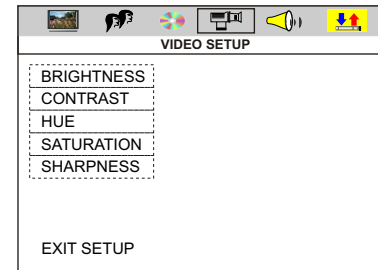 VIDEO SETUP
BRIGHTNESS
CONTRAST
HUE
SATURATION
SHARPNESS
EXIT SETUP